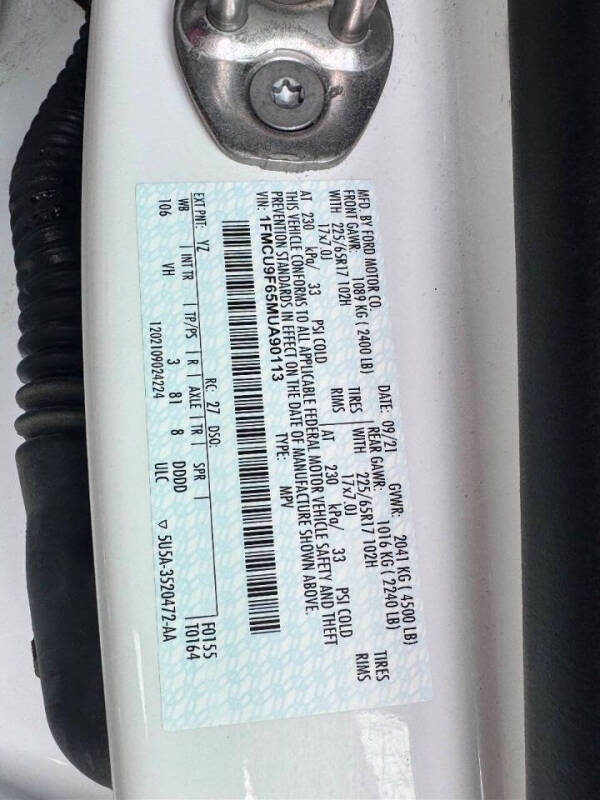 MFD. BY FORD MOTOR CO.
DATE: 09/21 GVWR: 2041 KG ( 4500 LB)
FRONT GAWR: 1089 KG ( 2400 LB) REAR GAWR: 1016 KG ( 2240 LB)
WITH 225/65R17 102H TIRES WITH 225/65R17 102H TIRES
17x7.0J RIMS 17x7.0J RIMS
AT 230 kPa/ 33 PSI COLD AT 230 kPa/ 33 PSI COLD
THIS VEHICLE CONFORMS TO ALL APPLICABLE FEDERAL MOTOR VEHICLE SAFETY AND THEFT
PREVENTION STANDARDS IN EFFECT ON THE DATE OF MANUFACTURE SHOWN ABOVE.
VIN: 1FMCU9F65MUA90113 TYPE: MPV
EXT PNT: YZ RC: 27 DSO: F0155
WB INT TR TP/PS R AXLE TR SPR T0164
106 VH 3 81 8 DDDD
1202109024224 ULC ▽ 5U5A-3520472-AA